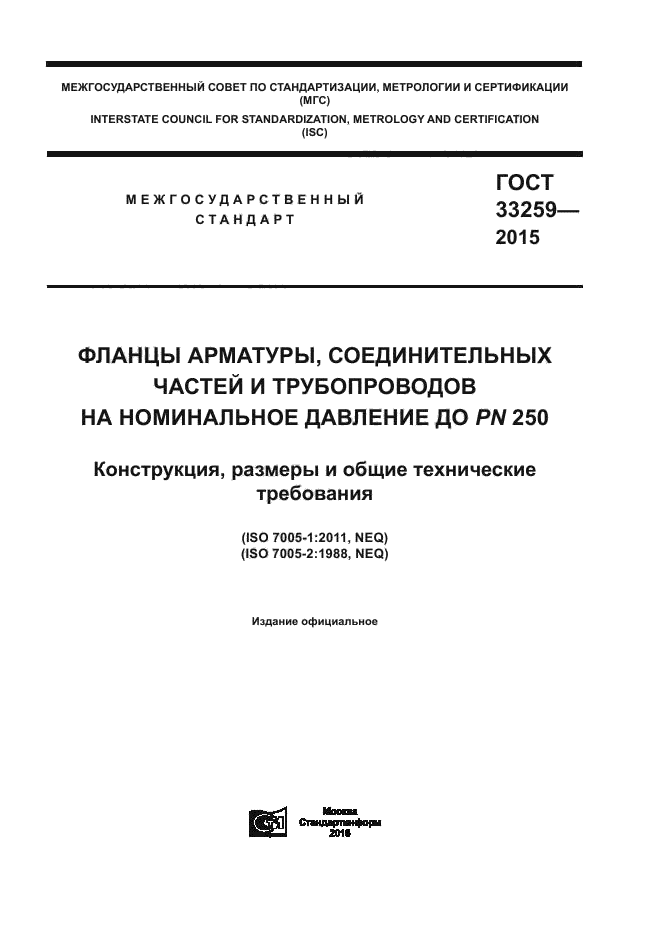 МЕЖГОСУДАРСТВЕННЫЙ СОВЕТ ПО СТАНДАРТИЗАЦИИ, МЕТРОЛОГИИ И СЕРТИФИКАЦИИ
(МГС)
INTERSTATE COUNCIL FOR STANDARDIZATION, METROLOGY AND CERTIFICATION
(ISC)
МЕЖГОСУДАРСТВЕННЫЙ
СТАНДАРТ
ГОСТ
33259—
2015
ФЛАНЦЫ АРМАТУРЫ, СОЕДИНИТЕЛЬНЫХ
ЧАСТЕЙ И ТРУБОПРОВОДОВ
НА НОМИНАЛЬНОЕ ДАВЛЕНИЕ ДО PN 250
Конструкция, размеры и общие технические
требования
(ISO 7005-1:2011, NEQ)
(ISO 7005-2:1988, NEQ)
Издание официальное
Москва
Стандартинформ